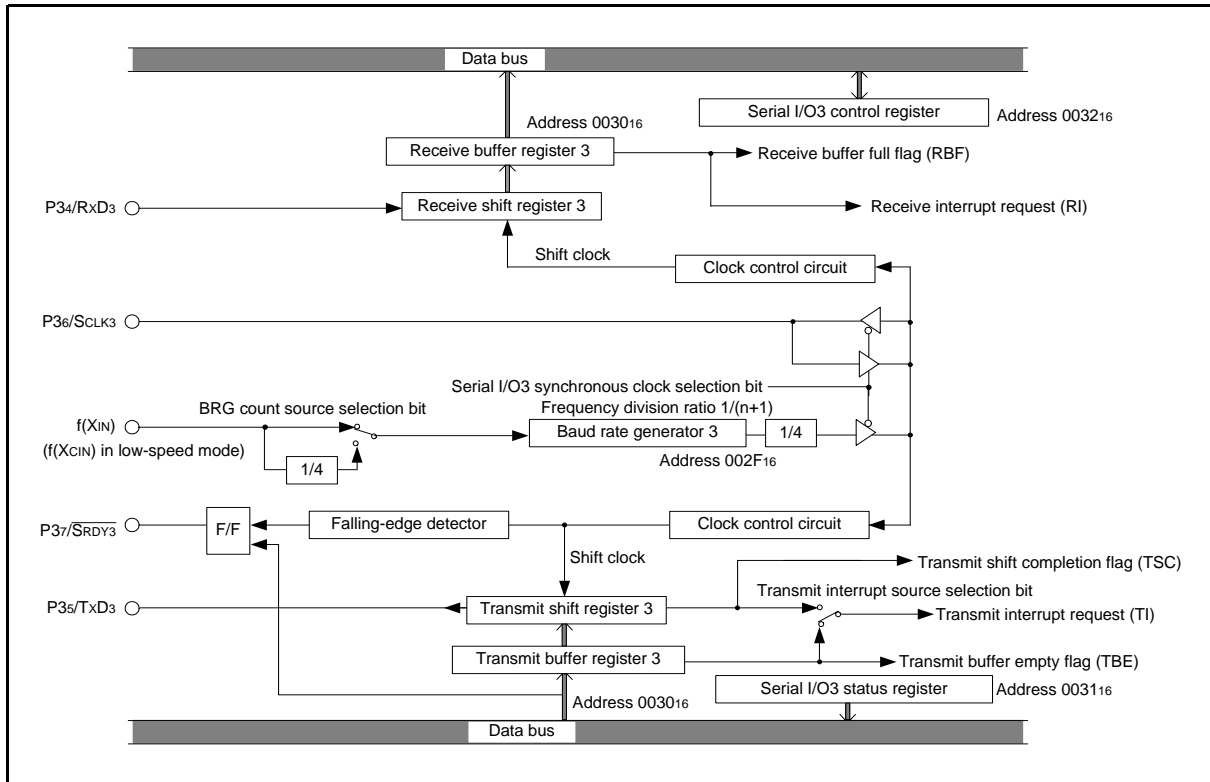 Data bus
Serial I/O3 control register
Address 003216
Address 003016
Receive buffer register 3
Receive buffer full flag (RBF)
P34/RxD3
Receive shift register 3
Receive interrupt request (RI)
Shift clock
Clock control circuit
P36/SCLK3
Serial I/O3 synchronous clock selection bit
BRG count source selection bit
Frequency division ratio 1/(n+1)
f(XIN)
Baud rate generator 3
1/4
(f(XCIN) in low-speed mode)
1/4
Address 002F16
P37/SRDY3
F/F
Falling-edge detector
Clock control circuit
Shift clock
Transmit shift completion flag (TSC)
Transmit interrupt source selection bit
P35/TxD3
Transmit shift register 3
Transmit interrupt request (TI)
Transmit buffer register 3
Transmit buffer empty flag (TBE)
Address 003016
Serial I/O3 status register
Address 003116
Data bus